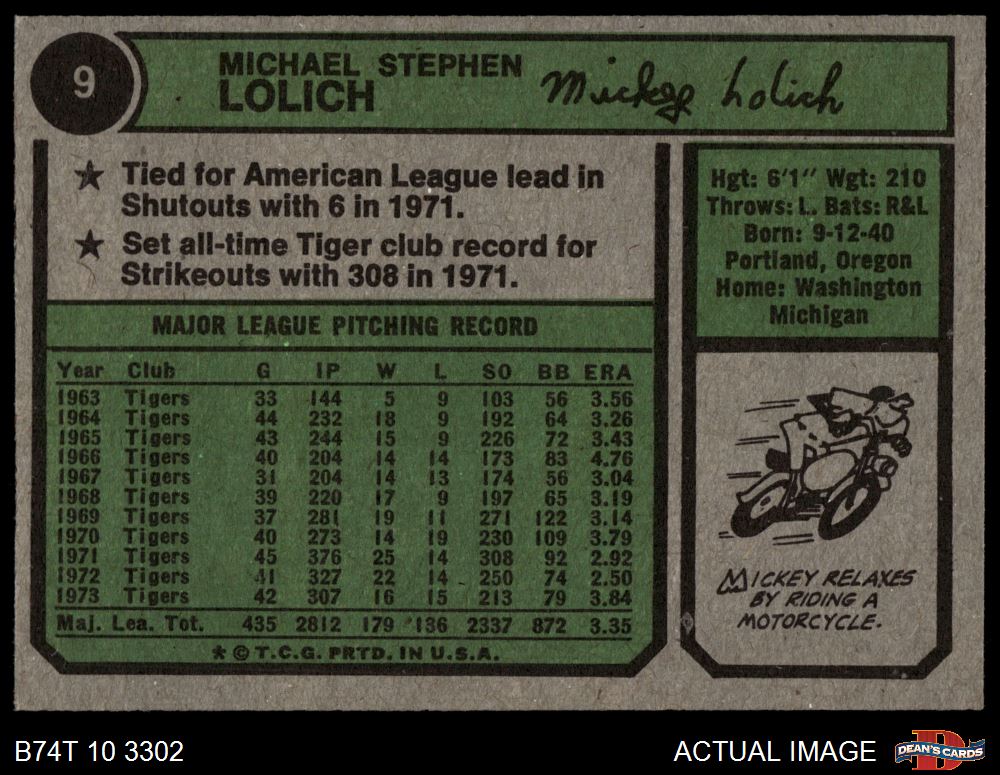 9
MICHAEL STEPHEN
LOLICH
Mickey Lolich
★ Tied for American League lead in
Shutouts with 6 in 1971.
★ Set all-time Tiger club record for
Strikeouts with 308 in 1971.
Hgt: 6'1" Wgt: 210
Throws: L. Bats: R&L
Born: 9-12-40
Portland, Oregon
Home: Washington
Michigan
MAJOR LEAGUE PITCHING RECORD
Year Club G IP W L SO BB ERA
1963 Tigers 33 144 5 9 103 56 3.56
1964 Tigers 44 232 18 9 192 64 3.26
1965 Tigers 43 244 15 9 226 72 3.43
1966 Tigers 40 204 14 14 173 83 4.76
1967 Tigers 31 204 14 13 174 56 3.04
1968 Tigers 39 220 17 9 197 65 3.19
1969 Tigers 37 281 19 11 271 122 3.14
1970 Tigers 40 273 14 19 230 109 3.79
1971 Tigers 45 376 25 14 308 92 2.92
1972 Tigers 41 327 22 14 250 74 2.50
1973 Tigers 42 307 16 15 213 79 3.84
Maj. Lea. Tot. 435 2812 179 136 2337 872 3.35
* © T.C.G. PRTD. IN U.S.A.
MICKEY RELAXES
BY RIDING A
MOTORCYCLE.
B74T 10 3302
ACTUAL IMAGE
DEAN'S CARDS